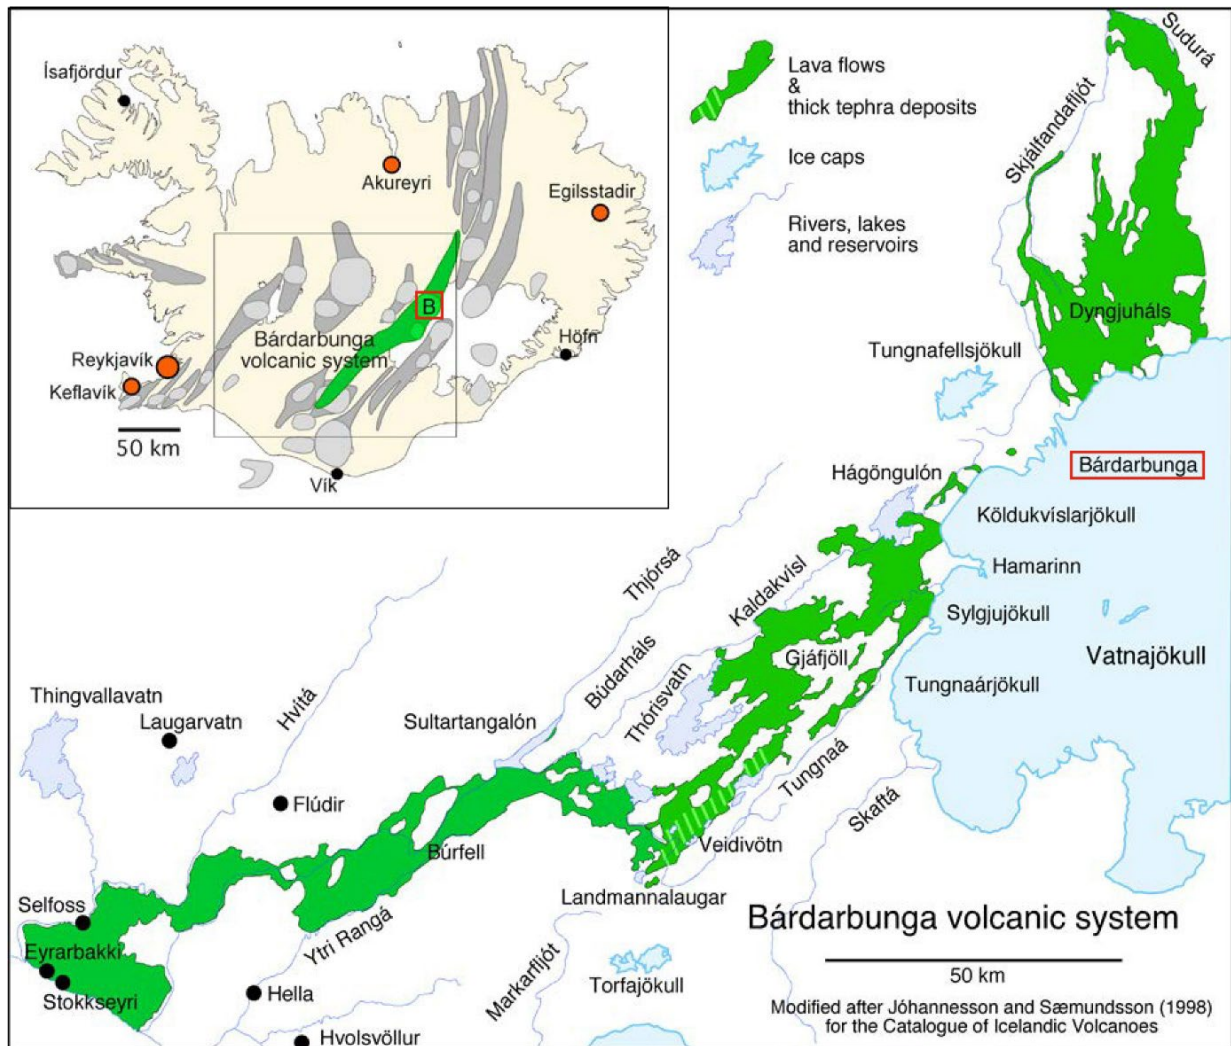 Ísafjördur
Akureyri
Egilsstadir
B
Bárdarbunga
volcanic system
Höfn
Reykjavík
Keflavík
50 km
Vík
Lava flows
&
thick tephra deposits
Ice caps
Rivers, lakes
and reservoirs
Sudurá
Skjálfandafljót
Dyngjuháls
Tungnafellsjökull
Bárdarbunga
Hágöngulón
Köldukvíslarjökull
Hamarinn
Sylgjujökull
Vatnajökull
Tungnaárjökull
Thjórsá
Kaldakvísl
Búdarháls
Gjáfjöll
Thórisvatn
Sultartangalón
Hvítá
Thingvallavatn
Laugarvatn
Flúdir
Tungnaá
Skaftá
Veidivötn
Búrfell
Landmannalaugar
Selfoss
Eyrarbakki
Stokkseyri
Ytri Rangá
Hella
Hvolsvöllur
Markarfljót
Torfajökull
Bárdarbunga volcanic system
50 km
Modified after Jóhannesson and Sæmundsson (1998)
for the Catalogue of Icelandic Volcanoes